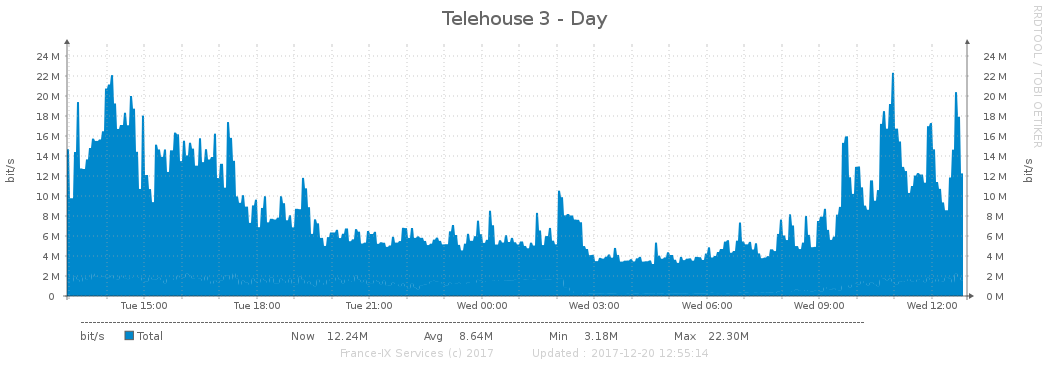 Telehouse 3 - Day
RRDTOOL / TOBI OETIKER
bit/s
24 M 24 M
22 M 22 M
20 M 20 M
18 M 18 M
16 M 16 M
14 M 14 M
12 M 12 M
10 M 10 M
8 M 8 M
6 M 6 M
4 M 4 M
2 M 2 M
0 0 M
bit/s
Tue 15:00 Tue 18:00 Tue 21:00 Wed 00:00 Wed 03:00 Wed 06:00 Wed 09:00 Wed 12:00
bit/s Total Now 12.24M Avg 8.64M Min 3.18M Max 22.30M
France-IX Services (c) 2017 Updated : 2017-12-20 12:55:14